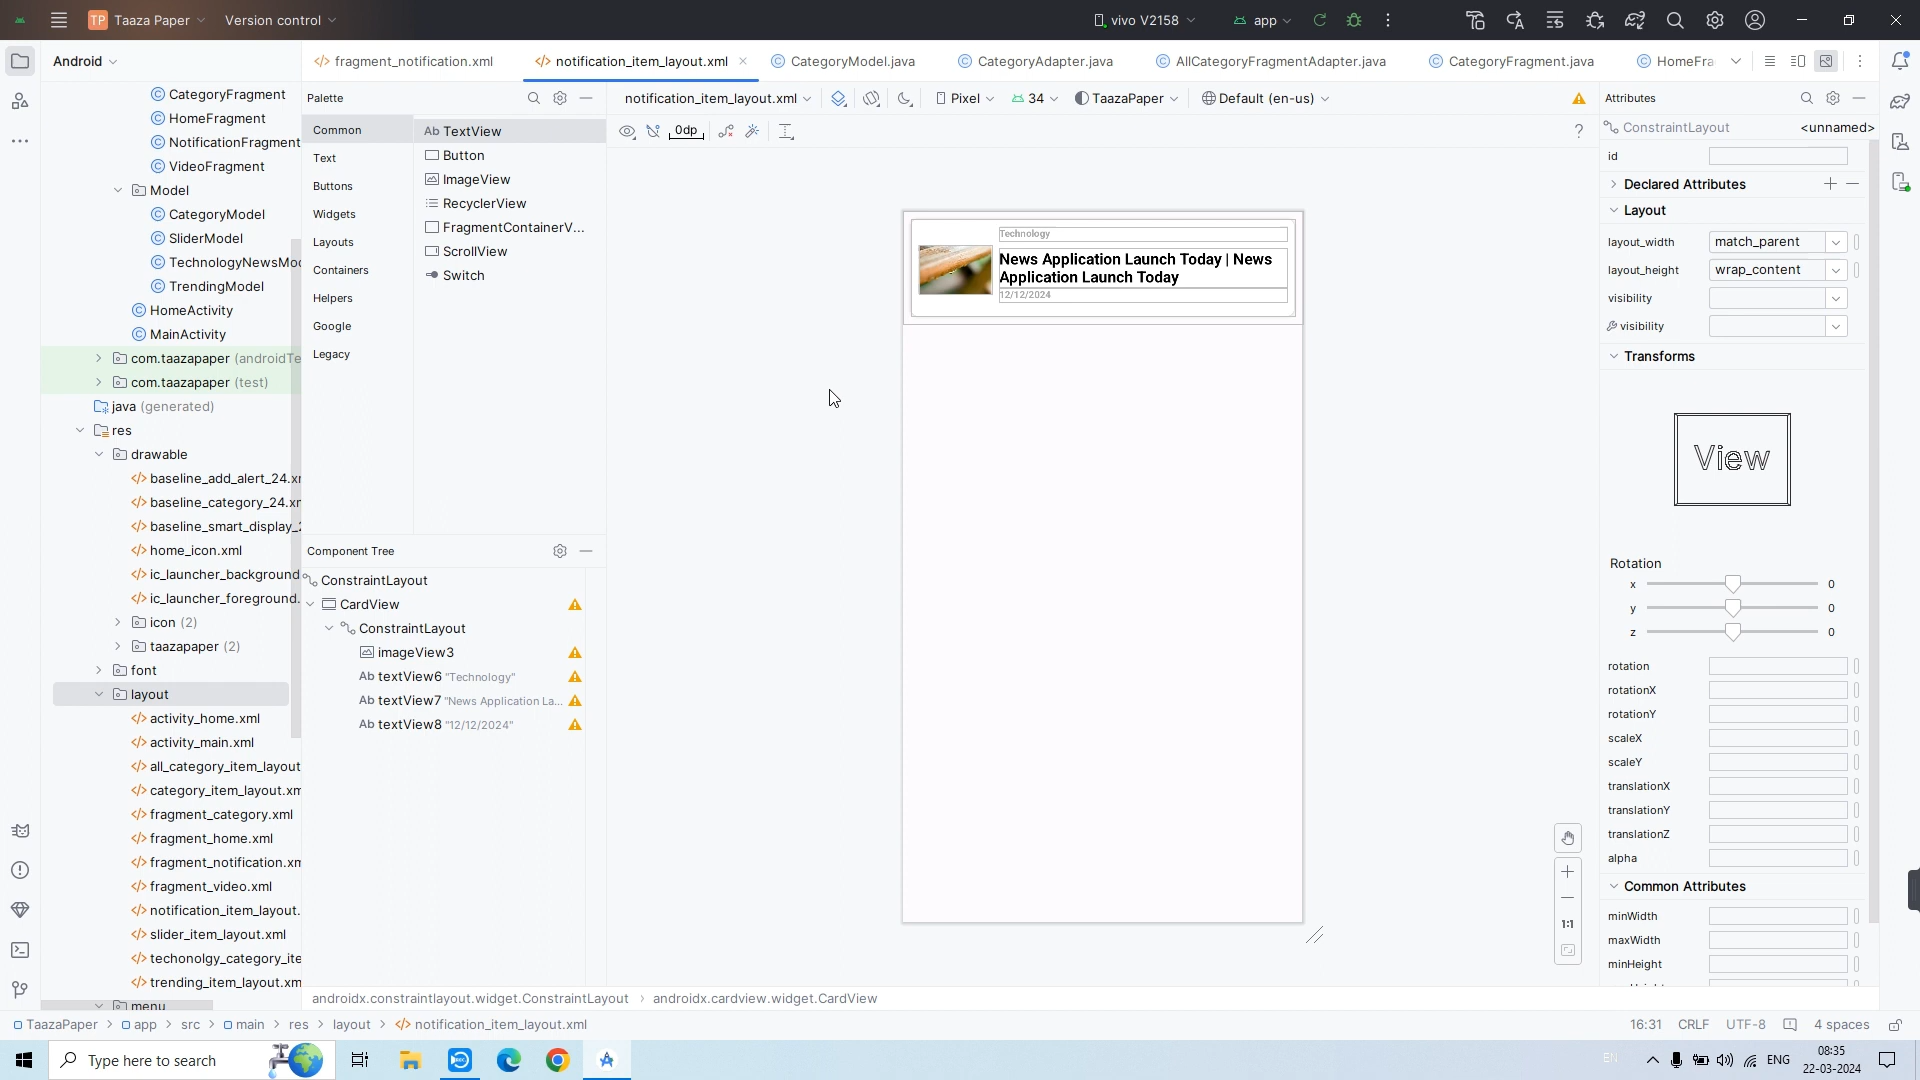 TP Taaza Paper
Version control
vivo V2158
app
Android
fragment_notification.xml
notification_item_layout.xml
CategoryModel.java
CategoryAdapter.java
AllCategoryFragmentAdapter.java
CategoryFragment.java
HomeFra
CategoryFragment
HomeFragment
NotificationFragment
VideoFragment
Model
CategoryModel
SliderModel
TechnologyNewsMo
TrendingModel
HomeActivity
MainActivity
com.taazapaper (androidTe
com.taazapaper (test)
java (generated)
res
drawable
baseline_add_alert_24.x
baseline_category_24.x
baseline_smart_display_
home_icon.xml
ic_launcher_background
ic_launcher_foreground.
icon (2)
taazapaper (2)
font
layout
activity_home.xml
activity_main.xml
all_category_item_layout
category_item_layout.xm
fragment_category.xml
fragment_home.xml
fragment_notification.xm
fragment_video.xml
notification_item_layout.
slider_item_layout.xml
techonolgy_category_ite
trending_item_layout.xm
menu
Palette
Common
Text
Buttons
Widgets
Layouts
Containers
Helpers
Google
Legacy
Ab TextView
Button
ImageView
RecyclerView
FragmentContainerV...
ScrollView
Switch
Component Tree
ConstraintLayout
CardView
ConstraintLayout
imageView3
Ab textView6 "Technology"
Ab textView7 "News Application La...
Ab textView8 "12/12/2024"
notification_item_layout.xml
Pixel
34
TaazaPaper
Default (en-us)
0dp
?
Technology
News Application Launch Today | News
Application Launch Today
12/12/2024
1:1
androidx.constraintlayout.widget.ConstraintLayout > androidx.cardview.widget.CardView
Attributes
ConstraintLayout
<unnamed>
id
Declared Attributes
Layout
layout_width match_parent
layout_height wrap_content
visibility
visibility
Transforms
View
Rotation
x 0
y 0
z 0
rotation
rotationX
rotationY
scaleX
scaleY
translationX
translationY
translationZ
alpha
Common Attributes
minWidth
maxWidth
minHeight
TaazaPaper > app > src > main > res > layout > notification_item_layout.xml
16:31
CRLF
UTF-8
4 spaces
Type here to search
EN
ENG
08:35
22-03-2024